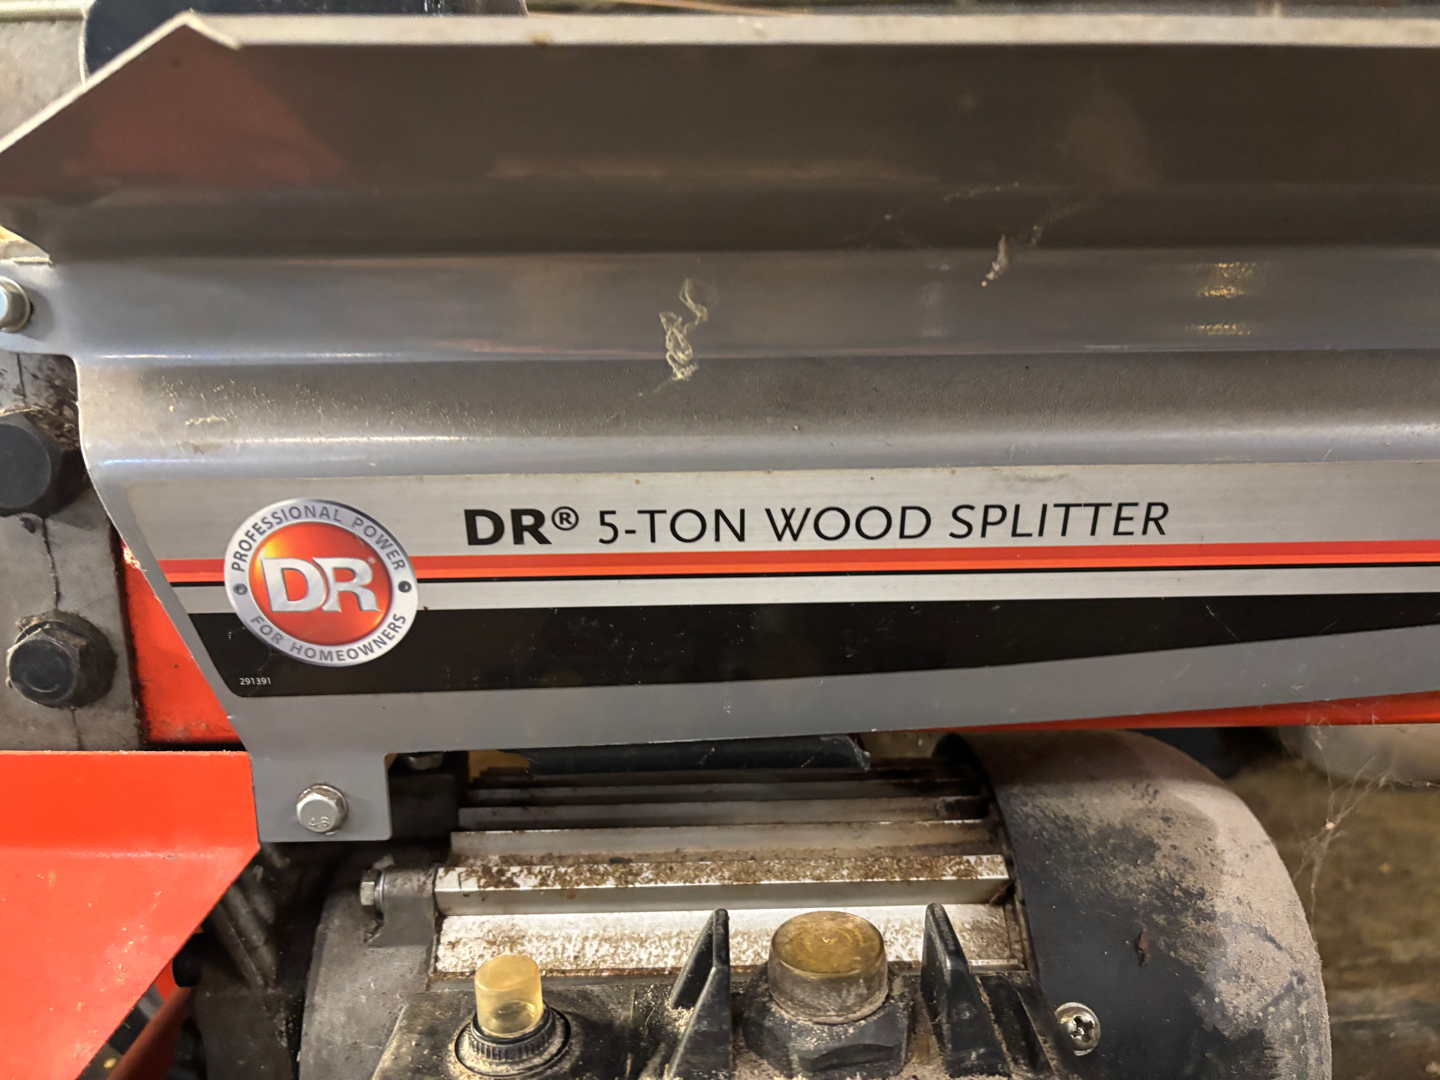 DR® 5-TON WOOD SPLITTER
PROFESSIONAL POWER
DR®
FOR HOMEOWNERS
291391